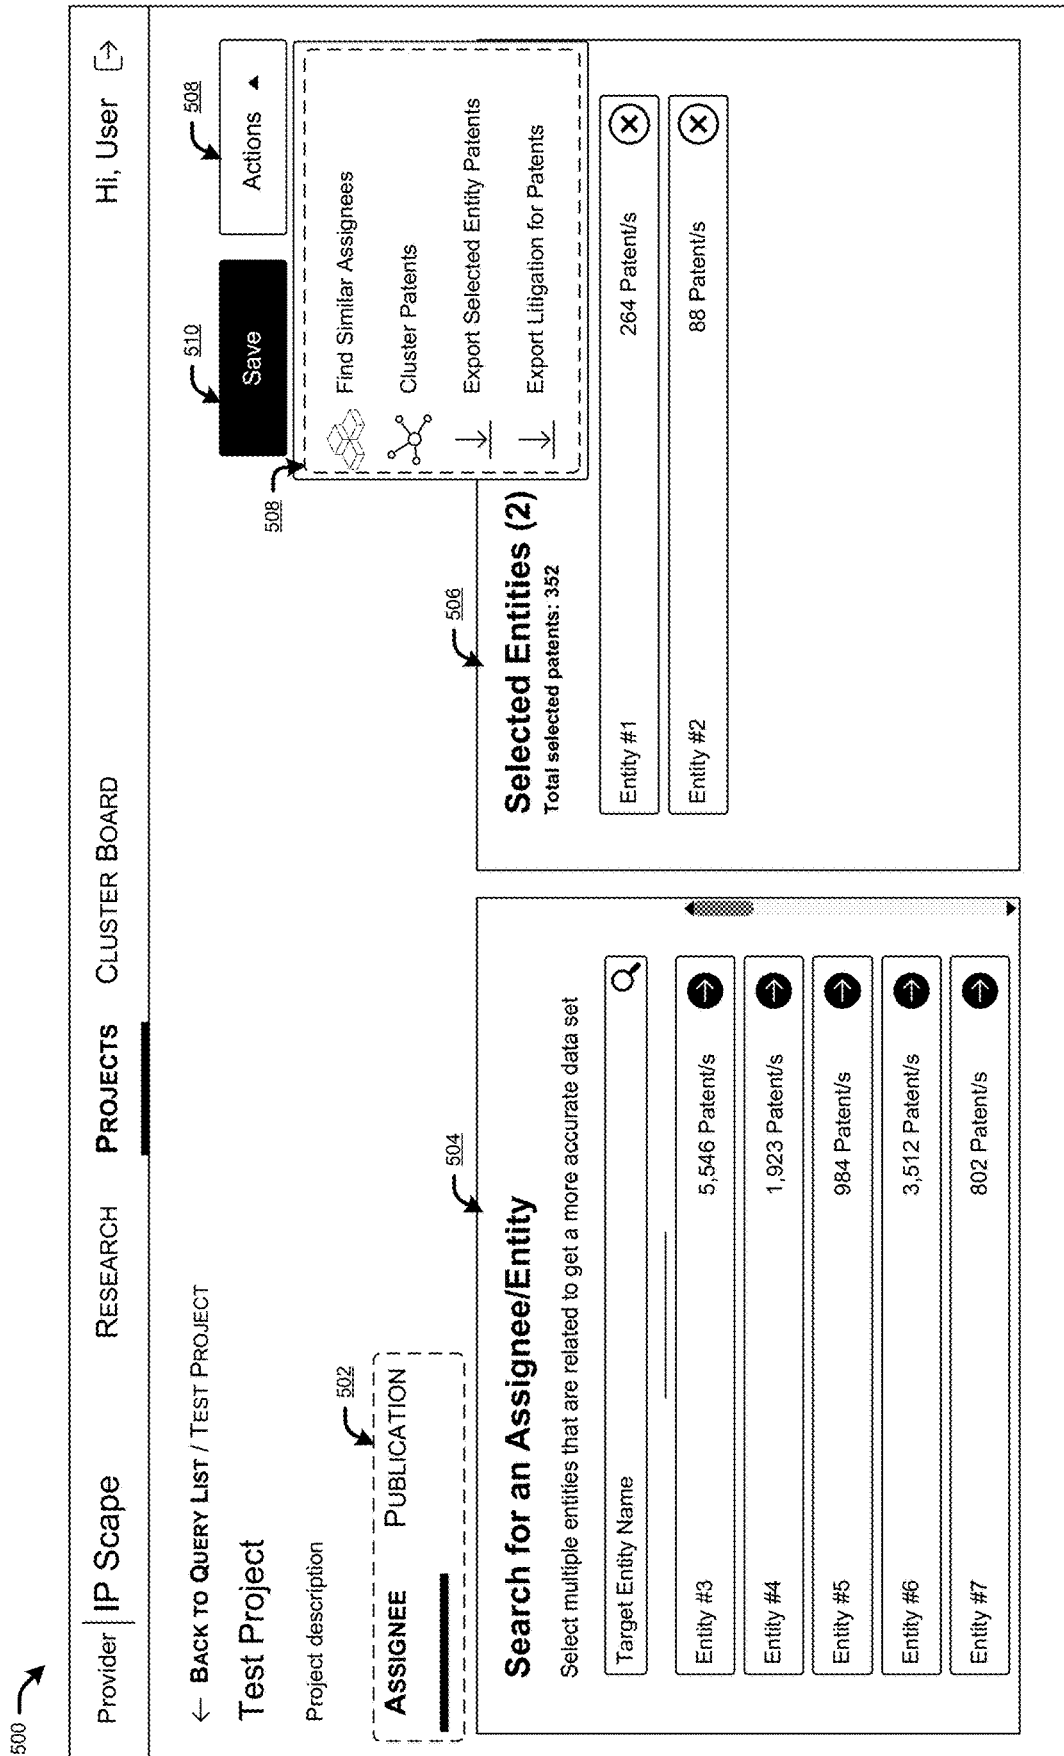 500
Provider | IP Scape RESEARCH PROJECTS CLUSTER BOARD Hi, User
← BACK TO QUERY LIST / TEST PROJECT
510
508
Test Project
Save
Actions
Project description
508
Find Similar Assignees
Cluster Patents
Export Selected Entity Patents
Export Litigation for Patents
502
ASSIGNEE PUBLICATION
504
Search for an Assignee/Entity
Select multiple entities that are related to get a more accurate data set
Target Entity Name
Entity #3 5,546 Patent/s
Entity #4 1,923 Patent/s
Entity #5 984 Patent/s
Entity #6 3,512 Patent/s
Entity #7 802 Patent/s
506
Selected Entities (2)
Total selected patents: 352
Entity #1 264 Patent/s
Entity #2 88 Patent/s